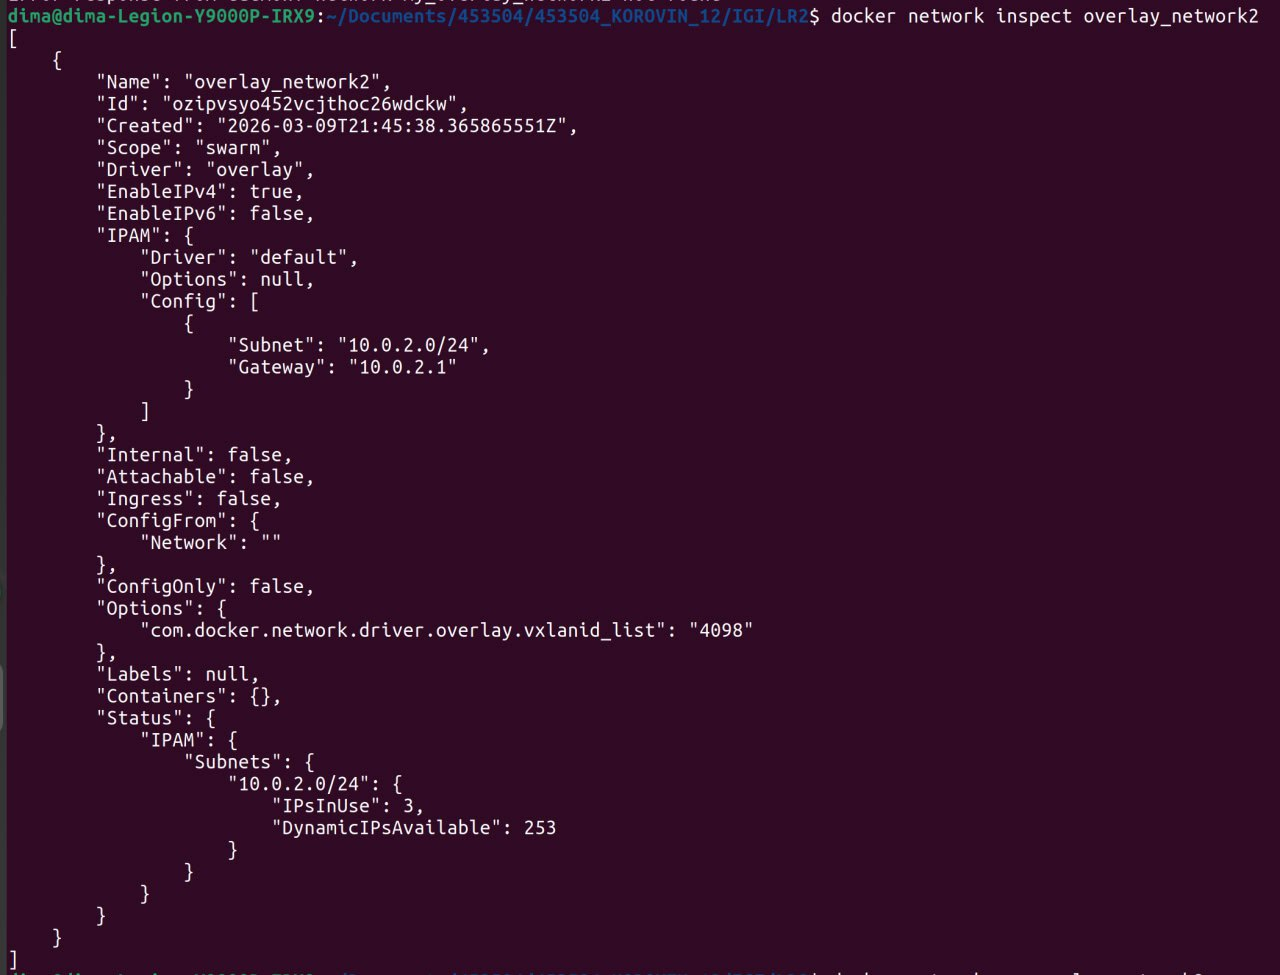 dima@dima-Legion-Y9000P-IRX9:~/Documents/453504/453504_KOROVIN_12/IGI/LR2$ docker network inspect overlay_network2
[
    {
        "Name": "overlay_network2",
        "Id": "ozipvsyo452vcjthoc26wdckw",
        "Created": "2026-03-09T21:45:38.365865551Z",
        "Scope": "swarm",
        "Driver": "overlay",
        "EnableIPv4": true,
        "EnableIPv6": false,
        "IPAM": {
            "Driver": "default",
            "Options": null,
            "Config": [
                {
                    "Subnet": "10.0.2.0/24",
                    "Gateway": "10.0.2.1"
                }
            ]
        },
        "Internal": false,
        "Attachable": false,
        "Ingress": false,
        "ConfigFrom": {
            "Network": ""
        },
        "ConfigOnly": false,
        "Options": {
            "com.docker.network.driver.overlay.vxlanid_list": "4098"
        },
        "Labels": null,
        "Containers": {},
        "Status": {
            "IPAM": {
                "Subnets": {
                    "10.0.2.0/24": {
                        "IPsInUse": 3,
                        "DynamicIPsAvailable": 253
                    }
                }
            }
        }
    }
]